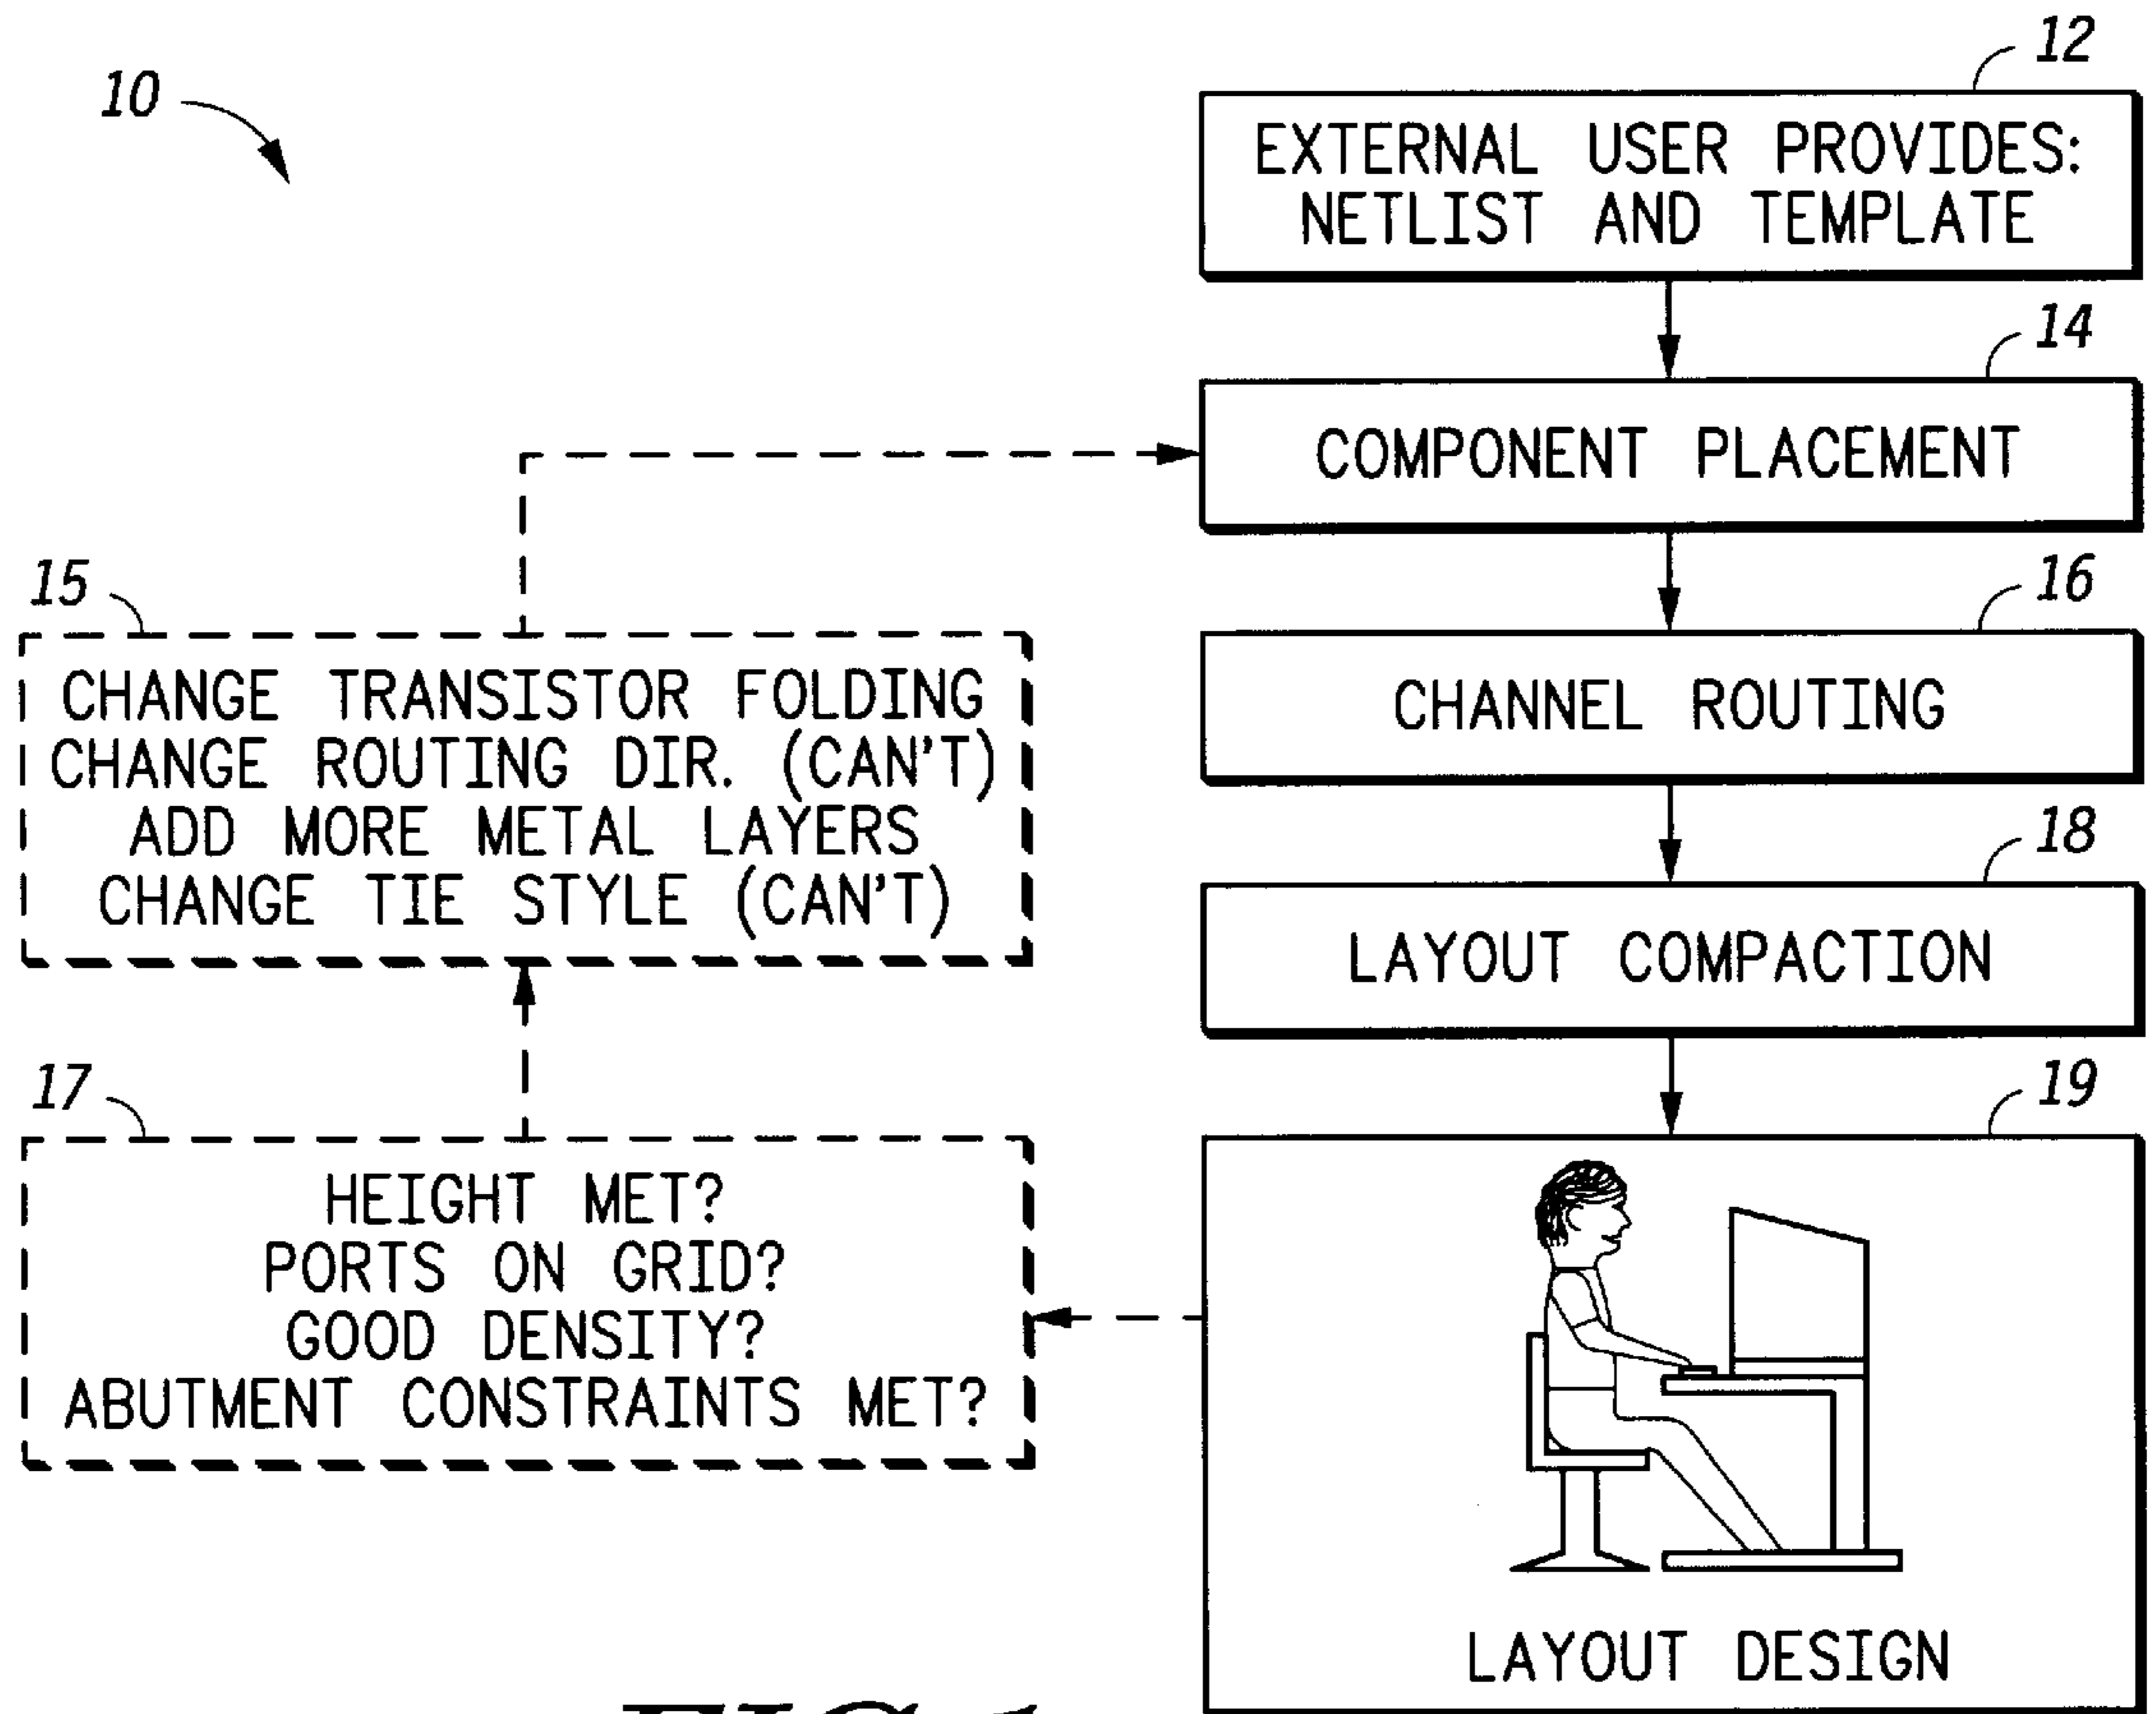 10
12
EXTERNAL USER PROVIDES:
NETLIST AND TEMPLATE
14
COMPONENT PLACEMENT
15
CHANGE TRANSISTOR FOLDING
CHANGE ROUTING DIR. (CAN'T)
ADD MORE METAL LAYERS
CHANGE TIE STYLE (CAN'T)
16
CHANNEL ROUTING
18
LAYOUT COMPACTION
17
HEIGHT MET?
PORTS ON GRID?
GOOD DENSITY?
ABUTMENT CONSTRAINTS MET?
19
LAYOUT DESIGN